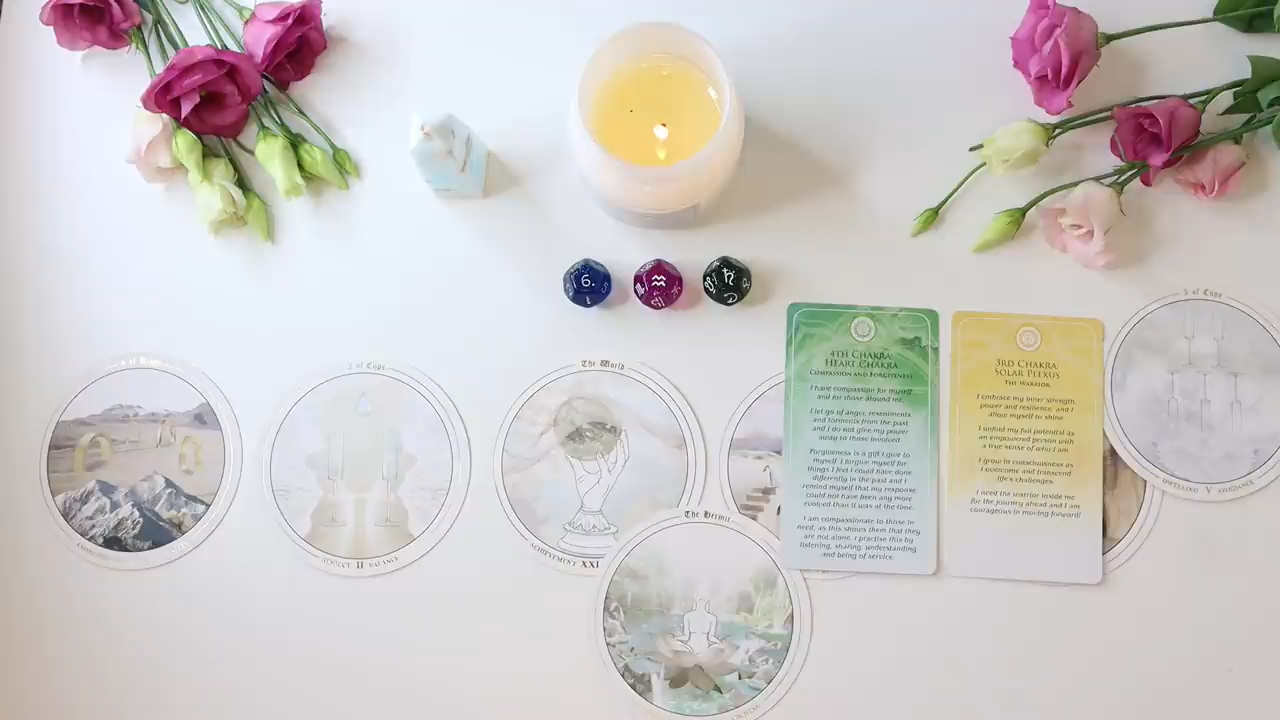 6.
5 of Cups
The World
4TH CHAKRA:
HEART CHAKRA
COMPASSION AND FORGIVENESS
I have compassion for myself
and for those around me.
I let go of anger, resentments
and torments from the past
and I do not give my power
away to those involved.
Forgiveness is a gift I give to
myself. I forgive myself for
things I feel I could have done
differently in the past and I
remind myself that my response
could not have been any more
evolved than it was at the time.
I am compassionate to those in
need, as this shows them that they
are not alone. I practise this by
listening, sharing, understanding
and being of service.
3RD CHAKRA:
SOLAR PLEXUS
THE WARRIOR
I embrace my inner strength,
power and resilience, and I
allow myself to shine.
I unfold my full potential as
an empowered person with
a true sense of who I am.
I grow in consciousness as
I overcome and transcend
life's challenges.
I need the warrior inside me
for the journey ahead and I am
courageous in moving forward!
of Cups
II BALANCE
ACHIEVEMENT XXI
DWELLING V AVOIDANCE
The Hermit